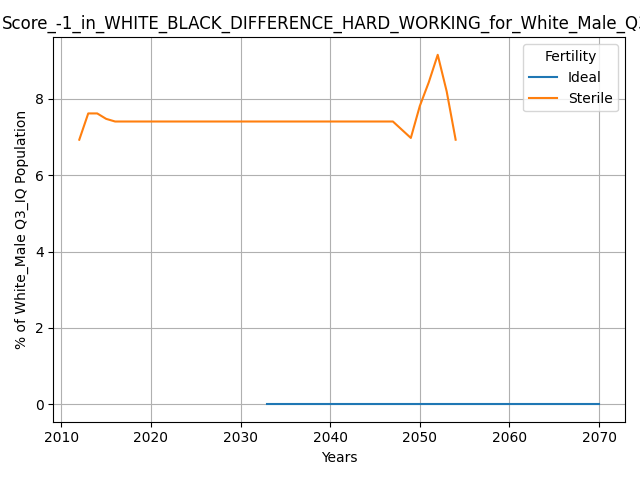 Score_-1_in_WHITE_BLACK_DIFFERENCE_HARD_WORKING_for_White_Male_Q3
Fertility
Ideal
Sterile
% of White_Male Q3_IQ Population
8
6
4
2
0
2010 2020 2030 2040 2050 2060 2070
Years